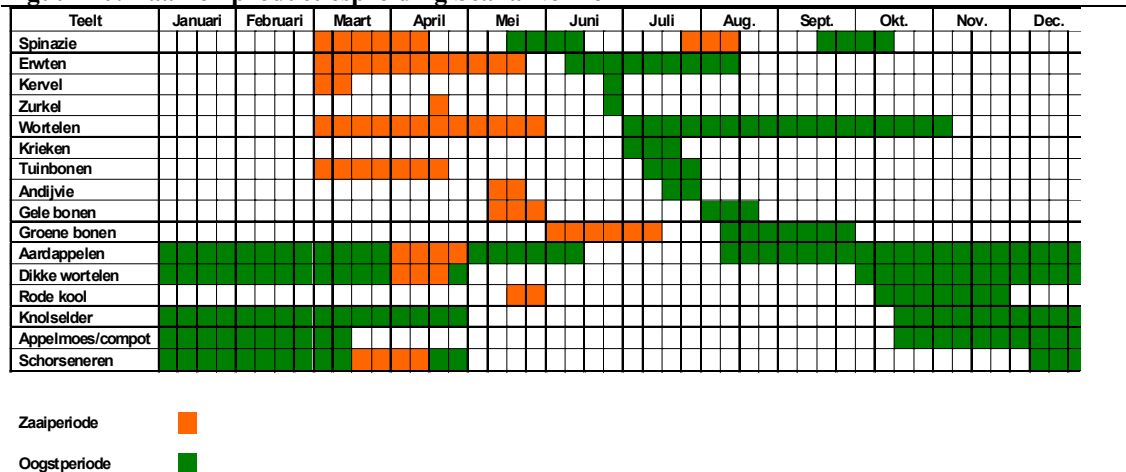 Teelt Januari Februari Maart April Mei Juni Juli Aug. Sept. Okt. Nov. Dec.
Spinazie
Erwten
Kervel
Zurkel
Wortelen
Krieken
Tuinbonen
Andijvie
Gele bonen
Groene bonen
Aardappelen
Dikke wortelen
Rode kool
Knolselder
Appelmoes/compot
Schorseneren
Zaaiperiode
Oogstperiode